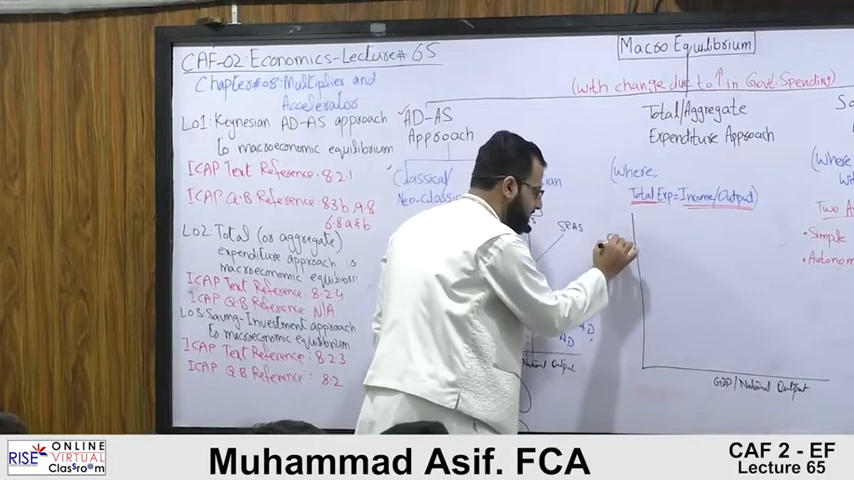 CAF-02:Economics-Lecture# 65
Chapter#08:Multiplier and
Accelerator
Lo1: Keynesian AD-AS approach
to macroeconomic equilibrium
ICAP Text Reference: 8.2.1
ICAP Q.B Reference 8.3b, 9.8
6.8 a&b
Lo2: Total (or aggregate)
expenditure approach to
macroeconomic
ICAP Text Reference: 8.2.4
ICAP Q.B Reference: N/A
Lo3: Saving-Investment approach
to macroeconomic equilibrium
ICAP Text Reference: 8.2.3
ICAP Q.B Reference: 8.2
AD-AS
Approach
Classical/
Neo-classical
SRAS
AD
AD
National Output
Macro Equilibrium
(with change due to ↑ in Govt. Spending)
Total/Aggregate
Expenditure Approach
(Where:
Total Exp=Income/Output)
GDP/National Output
(Where
Two A
•Simple
•Autonom
RISE ONLINE
VIRTUAL
Classroom
Muhammad Asif. FCA
CAF 2 - EF
Lecture 65